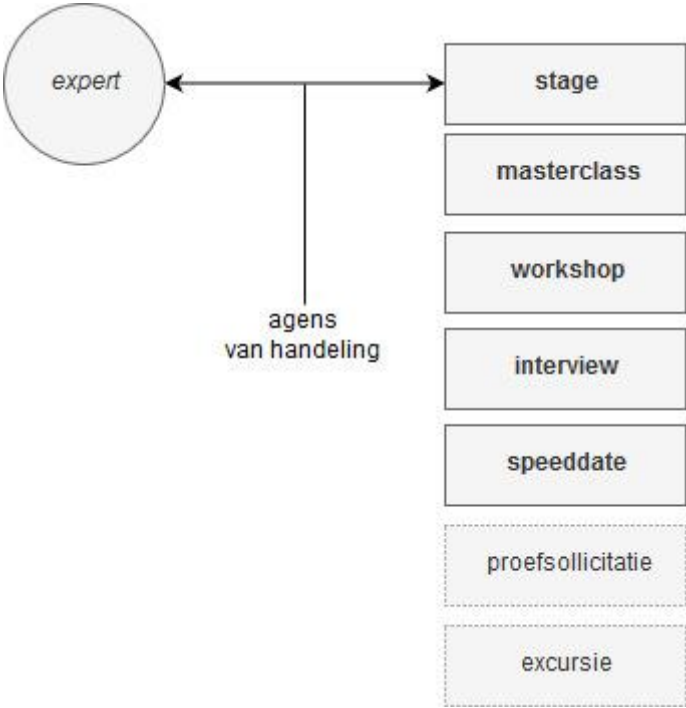 expert
stage
masterclass
workshop
interview
agens
van handeling
speeddate
proefsollicitatie
excursie